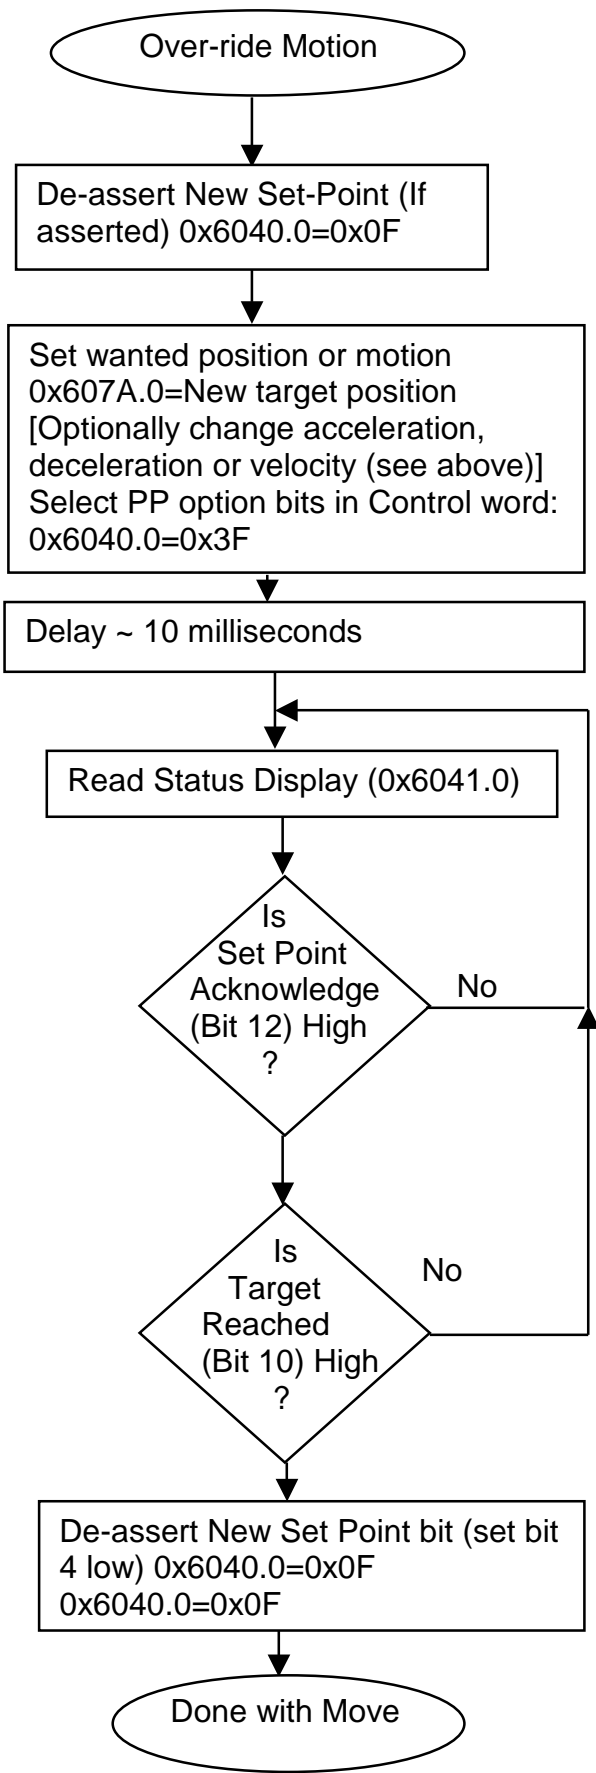 Over-ride Motion
De-assert New Set-Point (If
asserted) 0x6040.0=0x0F
Set wanted position or motion
0x607A.0=New target position
[Optionally change acceleration,
deceleration or velocity (see above)]
Select PP option bits in Control word:
0x6040.0=0x3F
Delay ~ 10 milliseconds
Read Status Display (0x6041.0)
Is
Set Point
Acknowledge
(Bit 12) High
?
No
Is
Target
Reached
(Bit 10) High
?
No
De-assert New Set Point bit (set bit
4 low) 0x6040.0=0x0F
0x6040.0=0x0F
Done with Move